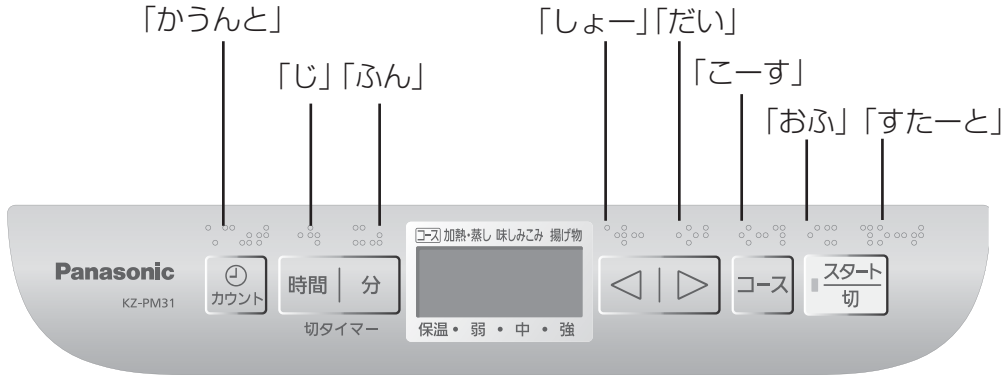 「かうんと」
「しょー」「だい」
「じ」「ふん」
「こーす」
「おふ」「すたーと」
コース 加熱・蒸し 味しみこみ 揚げ物
Panasonic
KZ-PM31
カウント
時間 分
コース
スタート
切
切タイマー
保温・弱・中・強